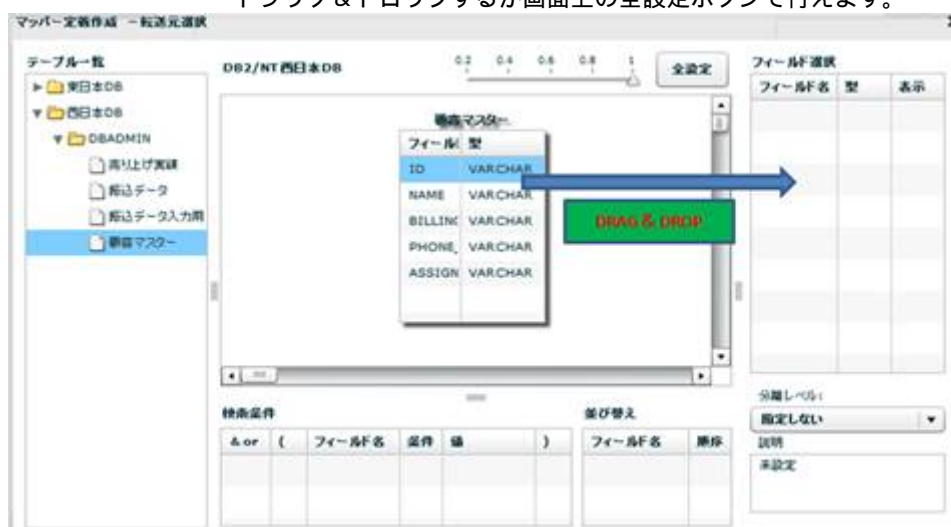 ドラッグ&ドロップするか画面上の全設定ボタンで行えます。
マッパー定義作成 －転送元選択
テーブル一覧
東日本DB
西日本DB
DBADMIN
売り上げ実績
振込データ
振込データ入力用
顧客マスター
DB2/NT西日本DB
0.2 0.4 0.6 0.8 1
全設定
顧客マスター
フィール 型
ID VARCHAR
NAME VARCHAR
BILLING VARCHAR
PHONE_ VARCHAR
ASSIGN VARCHAR
DRAG & DROP
フィールド選択
フィールド名 型 表示
検索条件
& or ( フィールド名 条件 値 )
並び替え
フィールド名 順序
分離レベル:
指定しない
説明
未設定